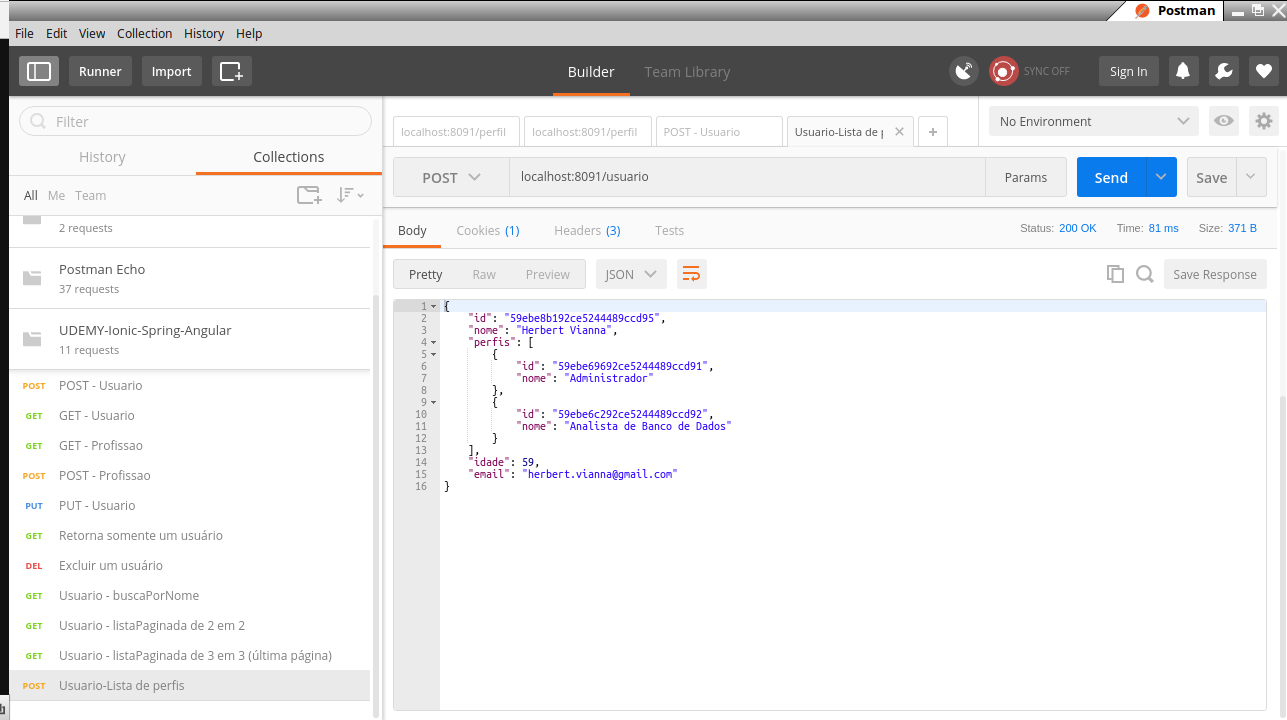 Postman
File Edit View Collection History Help
Runner Import Builder Team Library SYNC OFF Sign In
Filter
History Collections
All Me Team
2 requests
Postman Echo
37 requests
UDEMY-Ionic-Spring-Angular
11 requests
POST POST - Usuario
GET GET - Usuario
GET GET - Profissao
POST POST - Profissao
PUT PUT - Usuario
GET Retorna somente um usuário
DEL Excluir um usuário
GET Usuario - buscaPorNome
GET Usuario - listaPaginada de 2 em 2
GET Usuario - listaPaginada de 3 em 3 (última página)
POST Usuario-Lista de perfis
localhost:8091/perfil localhost:8091/perfil POST - Usuario Usuario-Lista de No Environment
POST localhost:8091/usuario Params Send Save
Body Cookies (1) Headers (3) Tests Status: 200 OK Time: 81 ms Size: 371 B
Pretty Raw Preview JSON Save Response
1 {
2 "id": "59ebe8b192ce5244489ccd95",
3 "nome": "Herbert Vianna",
4 "perfis": [
5 {
6 "id": "59ebe69692ce5244489ccd91",
7 "nome": "Administrador"
8 },
9 {
10 "id": "59ebe6c292ce5244489ccd92",
11 "nome": "Analista de Banco de Dados"
12 }
13 ],
14 "idade": 59,
15 "email": "herbert.vianna@gmail.com"
16 }